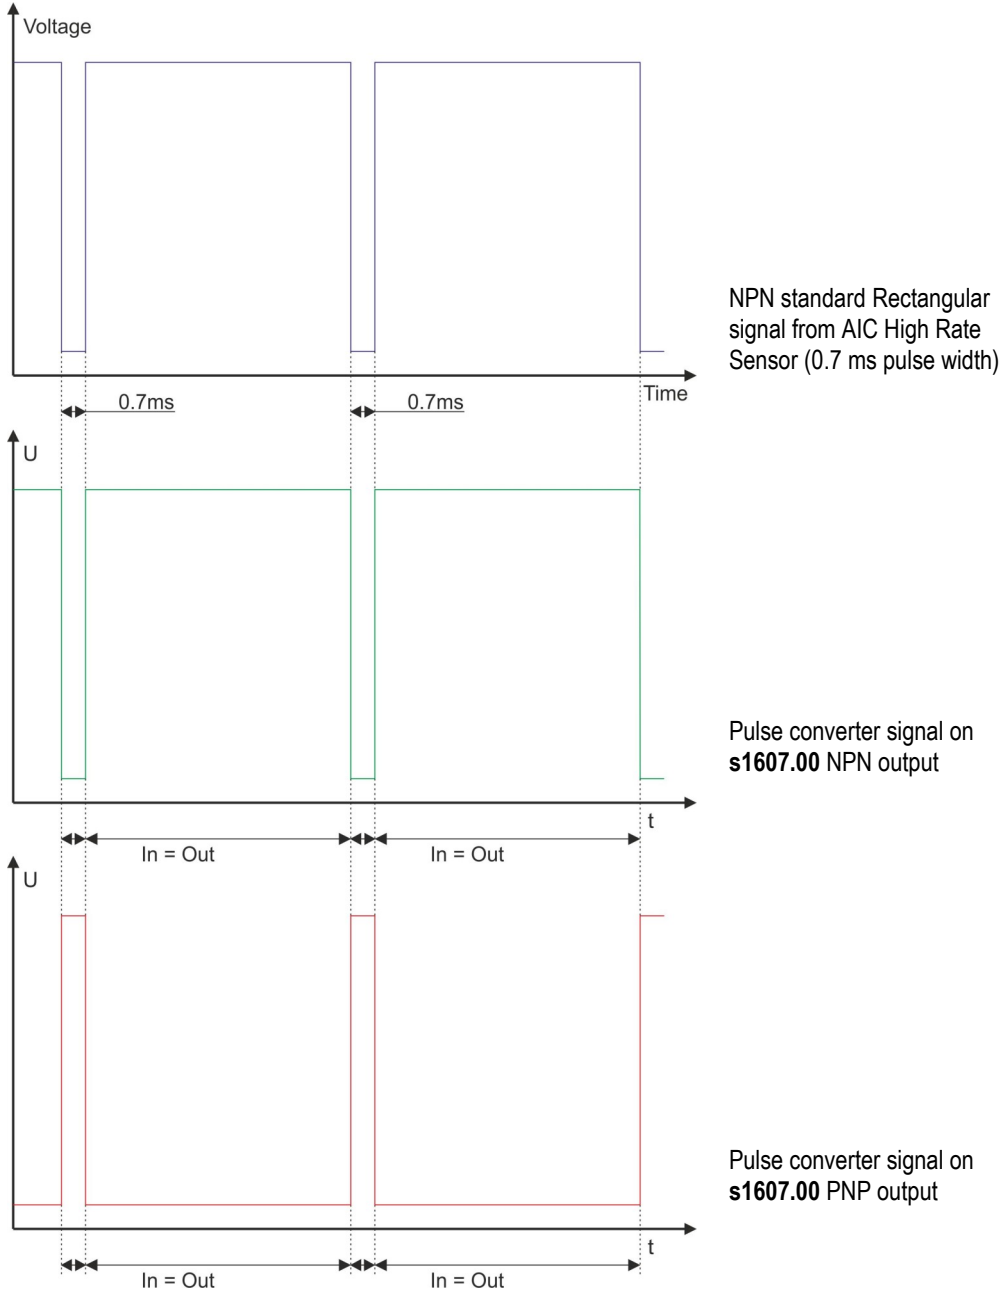 Voltage
NPN standard Rectangular
signal from AIC High Rate
Sensor (0.7 ms pulse width)
Time
0.7ms
0.7ms
U
Pulse converter signal on
s1607.00 NPN output
t
In = Out
In = Out
U
Pulse converter signal on
s1607.00 PNP output
t
In = Out
In = Out